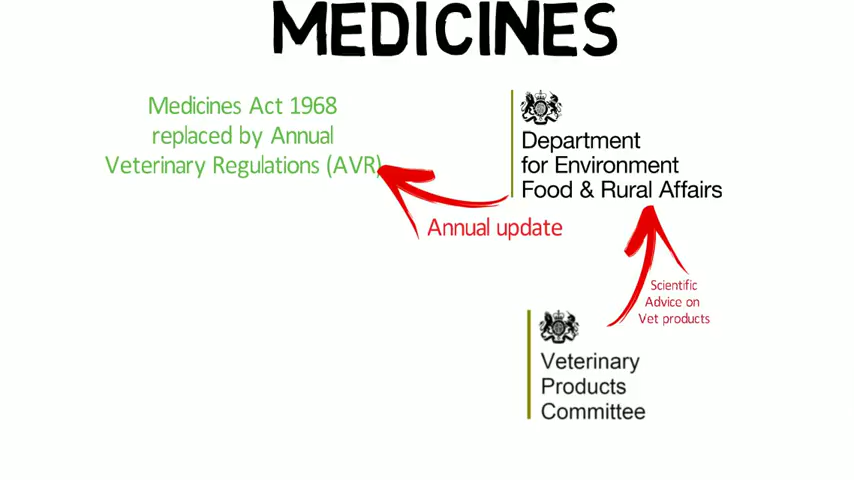 MEDICINES
Medicines Act 1968
replaced by Annual
Veterinary Regulations (AVR)
Department
for Environment
Food & Rural Affairs
Annual update
Scientific
Advice on
Vet products
Veterinary
Products
Committee